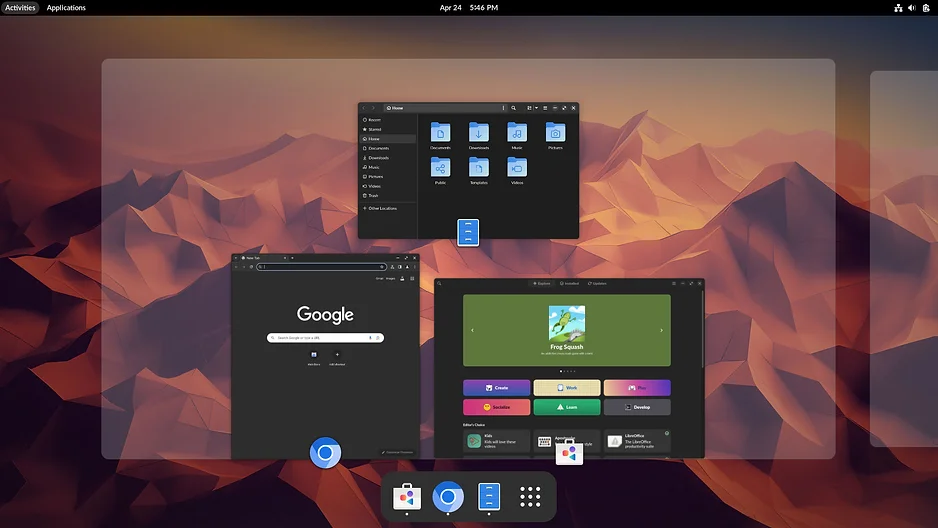 Activities Applications
Apr 24 5:46 PM
Home
Recent
Starred
Home
Documents
Downloads
Music
Pictures
Videos
Trash
Other Locations
Documents Downloads Music Pictures
Public Templates Videos
New Tab
Gmail Images
Google
Search Google or type a URL
Web Store Add shortcut
Customize Chromium
Explore Installed Updates
Frog Squash
Create Work Play
Socialize Learn Develop
Editor's Choice
Kids
Kids will love these
videos
LibreOffice
The LibreOffice
productivity suite